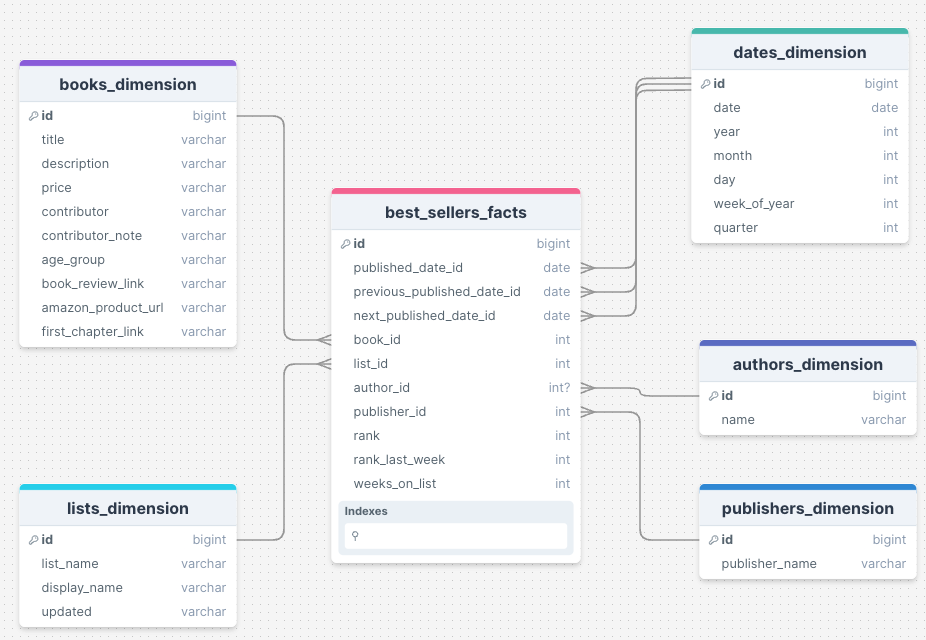 books_dimension
id bigint
title varchar
description varchar
price varchar
contributor varchar
contributor_note varchar
age_group varchar
book_review_link varchar
amazon_product_url varchar
first_chapter_link varchar
lists_dimension
id bigint
list_name varchar
display_name varchar
updated varchar
best_sellers_facts
id bigint
published_date_id date
previous_published_date_id date
next_published_date_id date
book_id int
list_id int
author_id int?
publisher_id int
rank int
rank_last_week int
weeks_on_list int
Indexes
dates_dimension
id bigint
date date
year int
month int
day int
week_of_year int
quarter int
authors_dimension
id bigint
name varchar
publishers_dimension
id bigint
publisher_name varchar